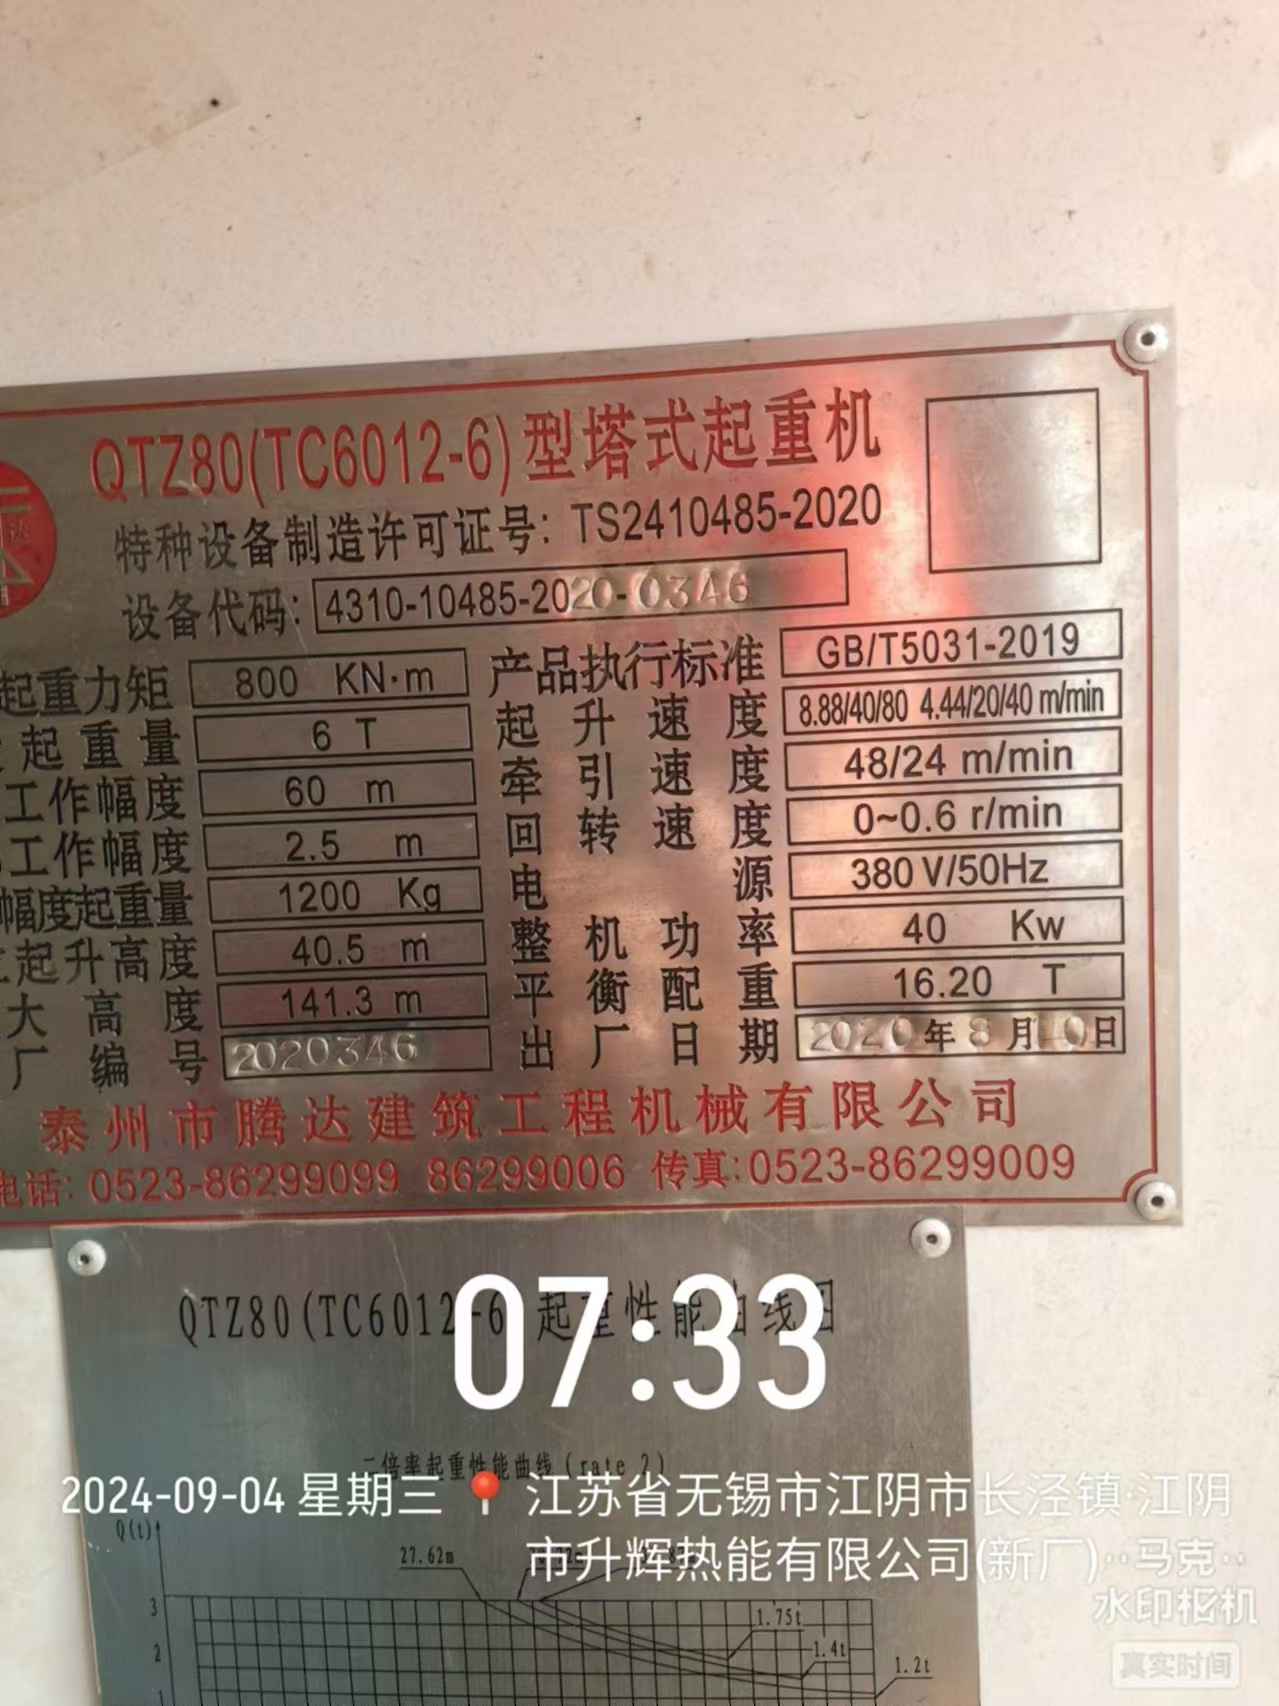 QTZ80(TC6012-6)型塔式起重机
特种设备制造许可证号: TS2410485-2020
设备代码: 4310-10485-2020-0346
起重力矩 800 KN·m 产品执行标准 GB/T5031-2019
起重量 6 T 起升速度 8.88/40/80 4.44/20/40 m/min
工作幅度 60 m 牵引速度 48/24 m/min
工作幅度 2.5 m 回转速度 0~0.6 r/min
幅度起重量 1200 Kg 电源 380V/50Hz
起升高度 40.5 m 整机功率 40 Kw
大高度 141.3 m 平衡配重 16.20 T
厂编号 2020346 出厂日期 2020年8月10日
泰州市腾达建筑工程机械有限公司
电话: 0523-86299099 86299006 传真:0523-86299009
QTZ80(TC6012-6)起重性能曲线图
07:33
二倍率起重性能曲线(rate 2)
2024-09-04 星期三 江苏省无锡市江阴市长泾镇·江阴
市升辉热能有限公司(新厂)
Q(t)
27.62m
马克
水印相机
3
1.75t
2
1.4t
1.2t
真实时间
1